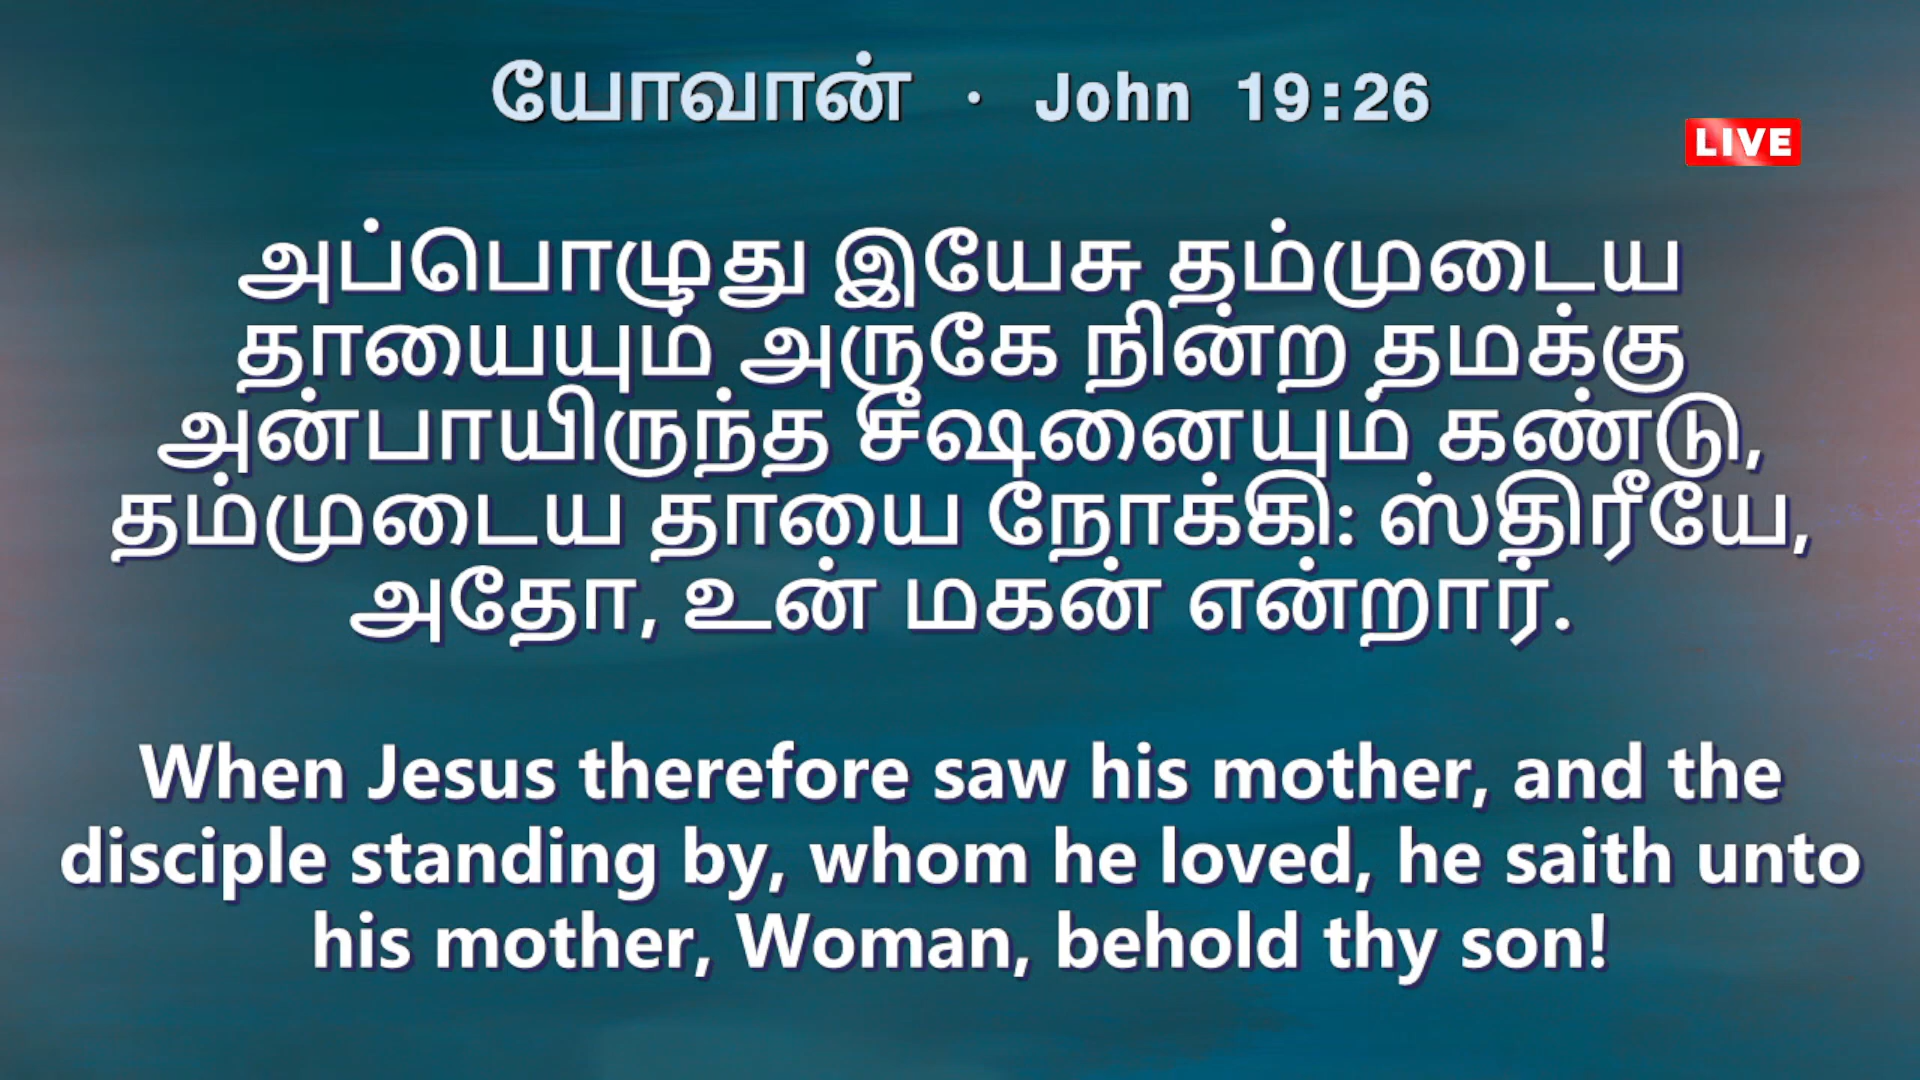 யோவான் · John 19:26
LIVE
அப்பொழுது இயேசு தம்முடைய
தாயையும் அருகே நின்ற தமக்கு
அன்பாயிருந்த சீஷனையும் கண்டு,
தம்முடைய தாயை நோக்கி: ஸ்திரீயே,
அதோ, உன் மகன் என்றார்.
When Jesus therefore saw his mother, and the
disciple standing by, whom he loved, he saith unto
his mother, Woman, behold thy son!